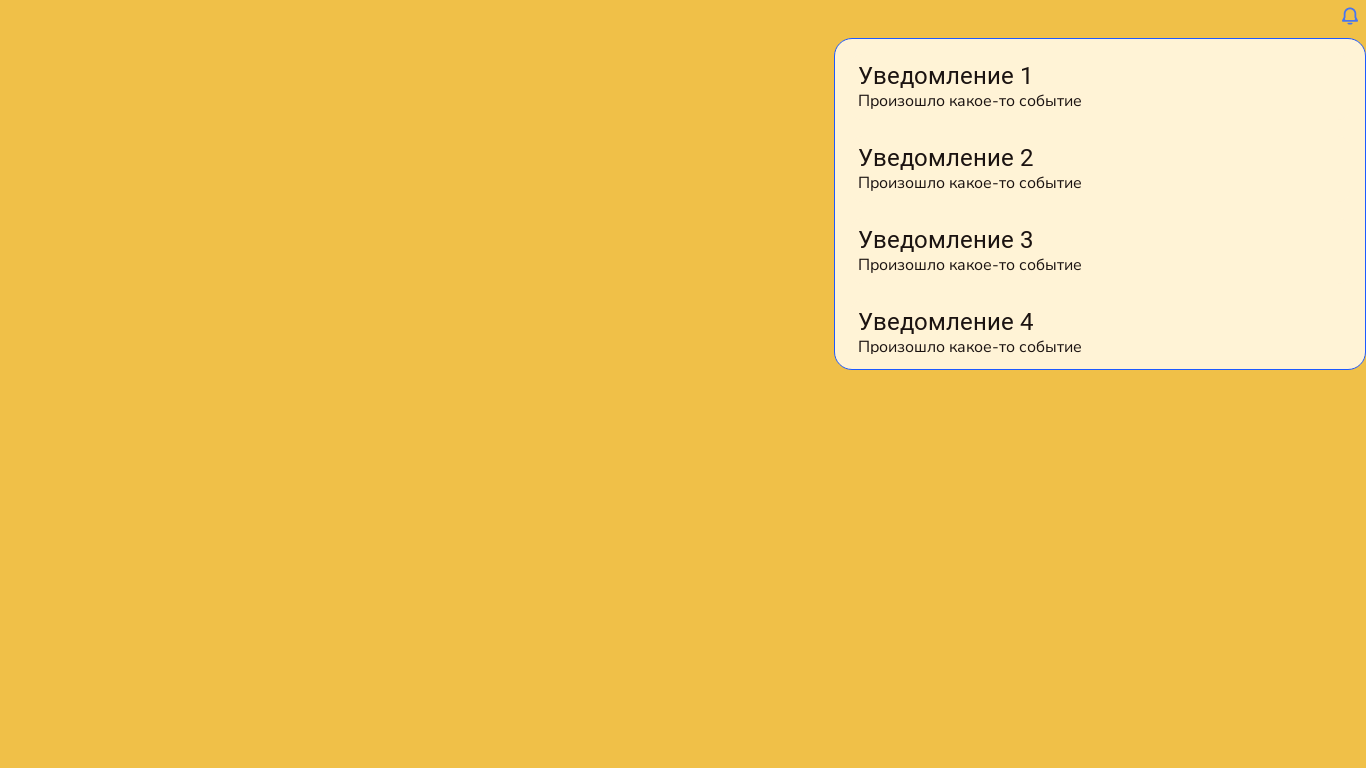 Уведомление 1
Произошло какое-то событие
Уведомление 2
Произошло какое-то событие
Уведомление 3
Произошло какое-то событие
Уведомление 4
Произошло какое-то событие